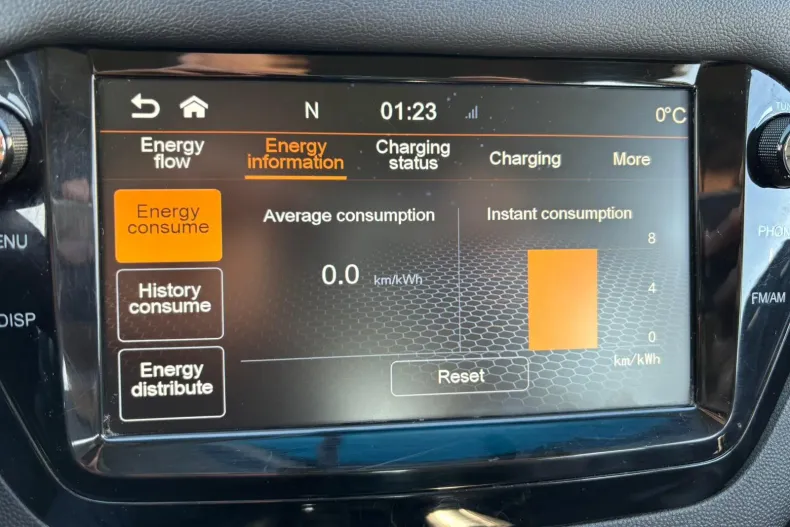 N 01:23 0°C
Energy flow
Energy information
Charging status
Charging
More
Energy consume
Average consumption
Instant consumption
8
0.0 km/kWh
History consume
4
0
km/kWh
Energy distribute
Reset
ENU
DISP
TUN
PHON
FM/AM